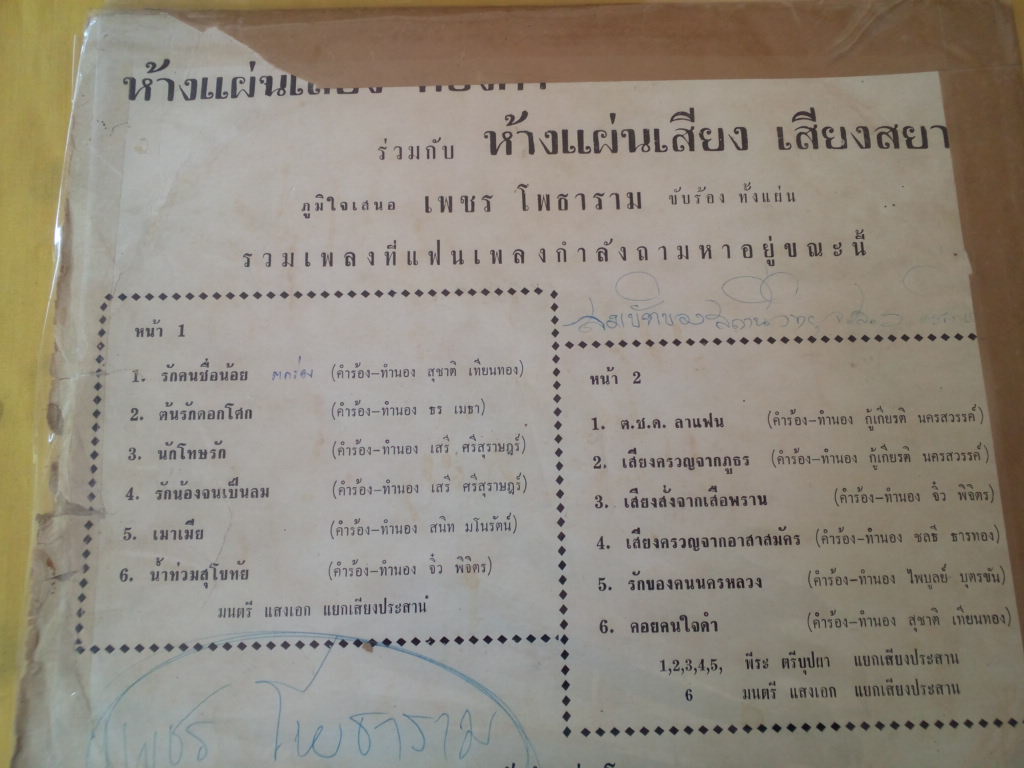 ห้างแผ่นเสียง
ร่วมกับ ห้างแผ่นเสียง เสียงสยา
ภูมิใจเสนอ เพชร โพธาราม ขับร้อง ทั้งแผ่น
รวมเพลงที่แฟนเพลงกำลังถามหาอยู่ขณะนี้
สมบัติของสถานี
หน้า 1
1. รักคนชื่อน้อย (คำร้อง-ทำนอง สุชาติ เทียนทอง)
2. ต้นรักดอกโศก (คำร้อง-ทำนอง ธร เมธา)
3. นักโทษรัก (คำร้อง-ทำนอง เสรี ศรีสุราษฎร์)
4. รักน้องจนเป็นลม (คำร้อง-ทำนอง เสรี ศรีสุราษฎร์)
5. เมาเมีย (คำร้อง-ทำนอง สนิท มโนรัตน์)
6. น้ำท่วมสุโขทัย (คำร้อง-ทำนอง จิ๋ว พิจิตร)
มนตรี แสงเอก แยกเสียงประสาน
หน้า 2
1. ต.ช.ด. ลาแฟน (คำร้อง-ทำนอง กู้เกียรติ นครสวรรค์)
2. เสียงครวญจากภูธร (คำร้อง-ทำนอง กู้เกียรติ นครสวรรค์)
3. เสียงสั่งจากเสือพราน (คำร้อง-ทำนอง จิ๋ว พิจิตร)
4. เสียงครวญจากอาสาสมัคร (คำร้อง-ทำนอง ชลธี ธารทอง)
5. รักของคนนครหลวง (คำร้อง-ทำนอง ไพบูลย์ บุตรขัน)
6. คอยคนใจดำ (คำร้อง-ทำนอง สุชาติ เทียนทอง)
1,2,3,4,5, พีระ ตรีบุปผา แยกเสียงประสาน
6 มนตรี แสงเอก แยกเสียงประสาน
เพชร โพธาราม